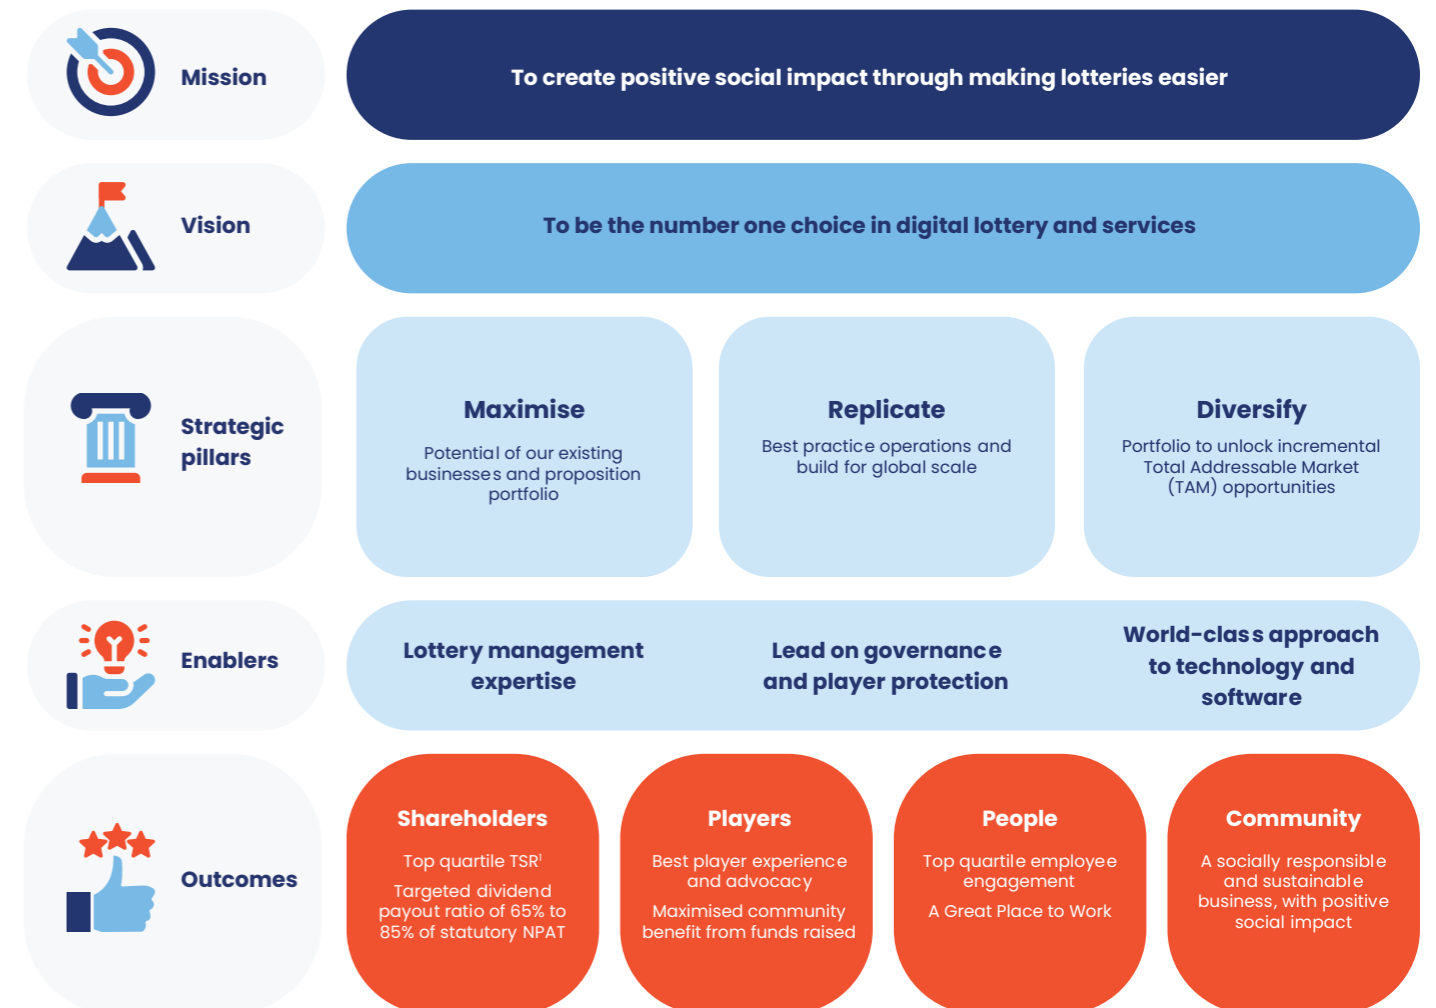 Mission
To create positive social impact through making lotteries easier
Vision
To be the number one choice in digital lottery and services
Strategic
pillars
Maximise
Potential of our existing
businesses and proposition
portfolio
Replicate
Best practice operations and
build for global scale
Diversify
Portfolio to unlock incremental
Total Addressable Market
(TAM) opportunities
Enablers
Lottery management
expertise
Lead on governance
and player protection
World-class approach
to technology and
software
Outcomes
Shareholders
Top quartile TSR¹
Targeted dividend
payout ratio of 65% to
85% of statutory NPAT
Players
Best player experience
and advocacy
Maximised community
benefit from funds raised
People
Top quartile employee
engagement
A Great Place to Work
Community
A socially responsible
and sustainable
business, with positive
social impact